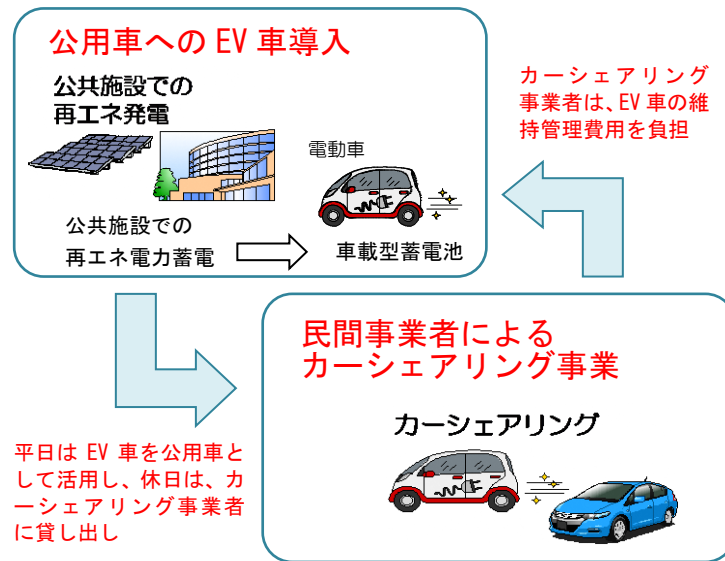 公用車への EV 車導入
公共施設での
再エネ発電
電動車
公共施設での
再エネ電力蓄電
車載型蓄電池
カーシェアリング
事業者は、EV 車の維
持管理費用を負担
平日は EV 車を公用車と
して活用し、休日は、カ
ーシェアリング事業者
に貸し出し
民間事業者による
カーシェアリング事業
カーシェアリング